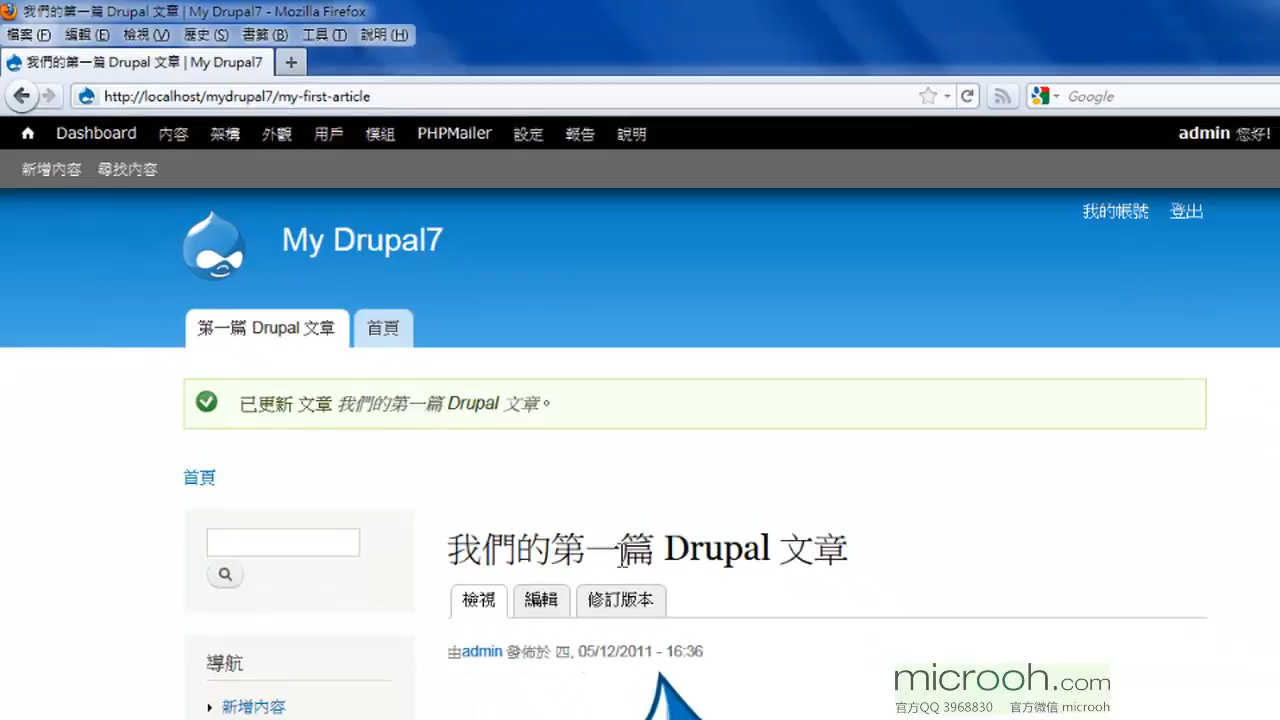 我們的第一篇 Drupal 文章 | My Drupal7 - Mozilla Firefox
檔案 (F) 編輯 (E) 檢視 (V) 歷史 (S) 書籤 (B) 工具 (T) 說明 (H)
我們的第一篇 Drupal 文章 | My Drupal7 +
http://localhost/mydrupal7/my-first-article Google
Dashboard 內容 架構 外觀 用戶 模組 PHPMailer 設定 報告 說明 admin 您好!
新增內容 尋找內容
我的帳號 登出
My Drupal7
第一篇 Drupal 文章 首頁
已更新 文章 我們的第一篇 Drupal 文章。
首頁
我們的第一篇 Drupal 文章
檢視 編輯 修訂版本
由admin 發佈於 四, 05/12/2011 - 16:36
導航
新增內容
microoh.com
官方QQ 3968830 官方微信 microoh